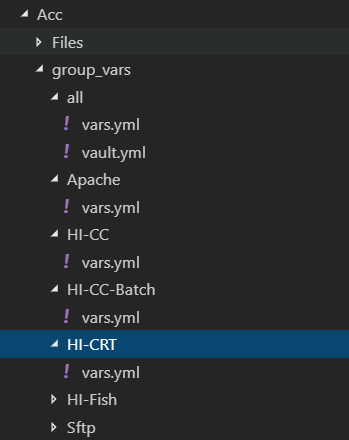 Acc
Files
group_vars
all
! vars.yml
! vault.yml
Apache
! vars.yml
HI-CC
! vars.yml
HI-CC-Batch
! vars.yml
HI-CRT
! vars.yml
HI-Fish
Sftp